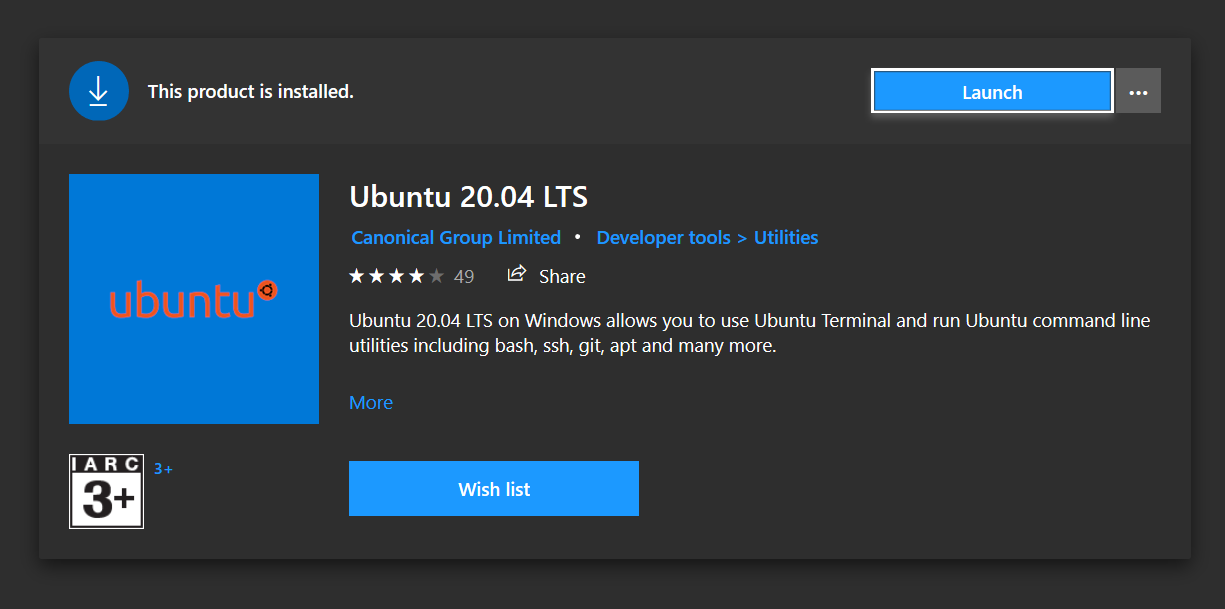 This product is installed.
Launch
Ubuntu 20.04 LTS
Canonical Group Limited • Developer tools > Utilities
49 Share
Ubuntu 20.04 LTS on Windows allows you to use Ubuntu Terminal and run Ubuntu command line
utilities including bash, ssh, git, apt and many more.
More
ubuntu
IARC
3+
3+
Wish list